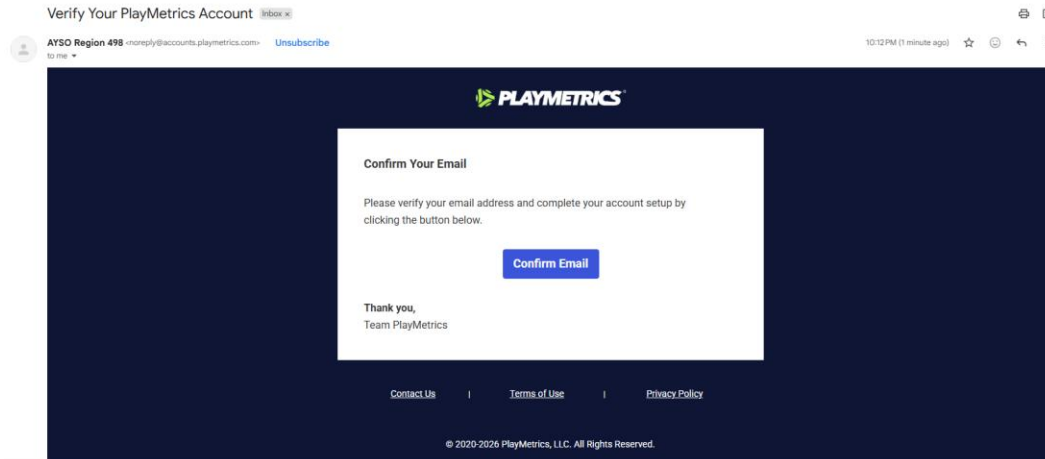 Verify Your PlayMetrics Account Inbox x
AYSO Region 498 <noreply@accounts.playmetrics.com> Unsubscribe 10:12 PM (1 minute ago)
to me
PLAYMETRICS
Confirm Your Email
Please verify your email address and complete your account setup by
clicking the button below.
Confirm Email
Thank you,
Team PlayMetrics
Contact Us | Terms of Use | Privacy Policy
© 2020-2026 PlayMetrics, LLC. All Rights Reserved.